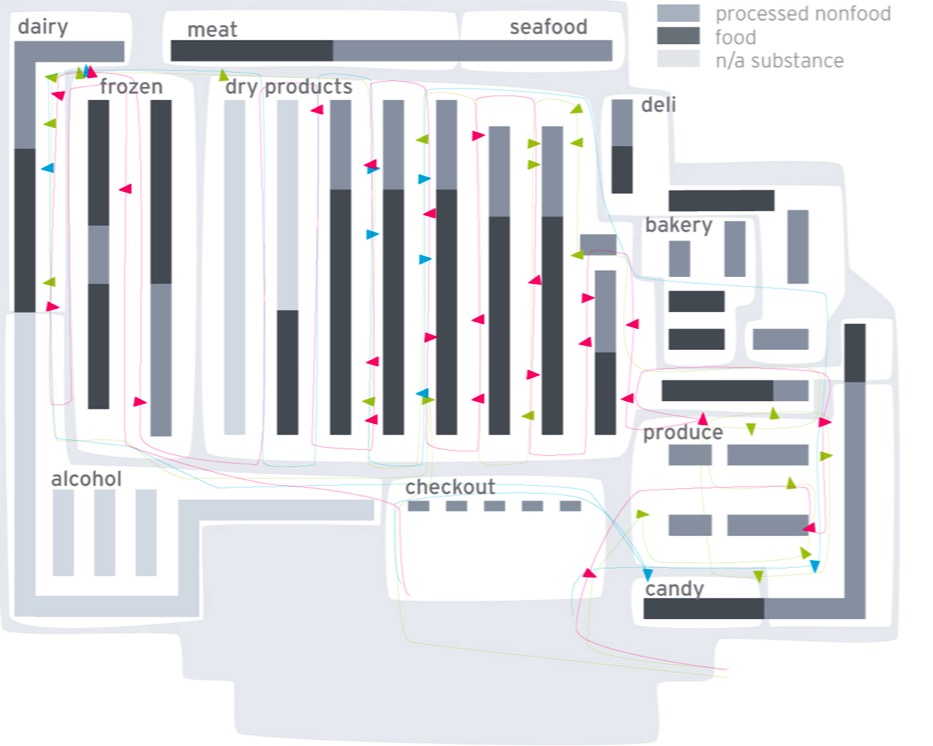 dairy
meat
seafood
processed nonfood
food
n/a substance
frozen
dry products
deli
bakery
produce
alcohol
checkout
candy